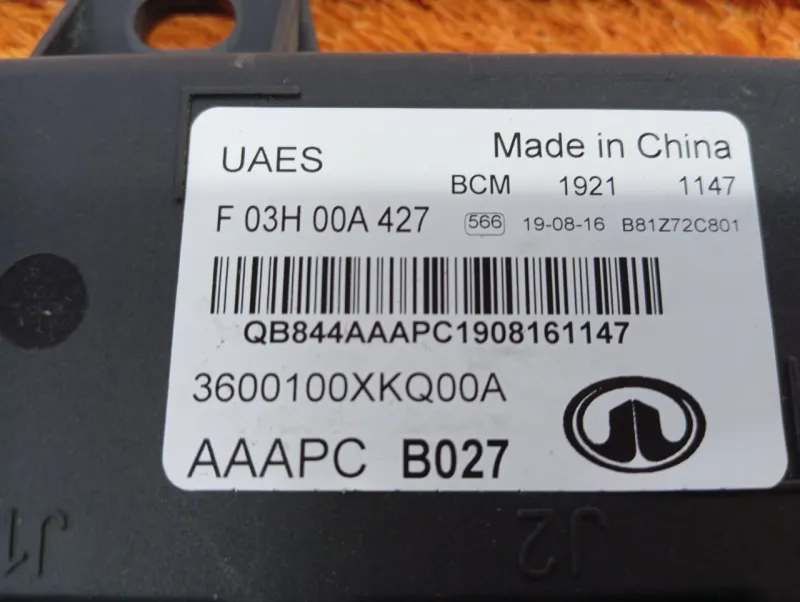 UAES
Made in China
BCM 1921 1147
F 03H 00A 427 566 19-08-16 B81Z72C801
QB844AAAPC1908161147
3600100XKQ00A
AAAPC B027
J1 J2